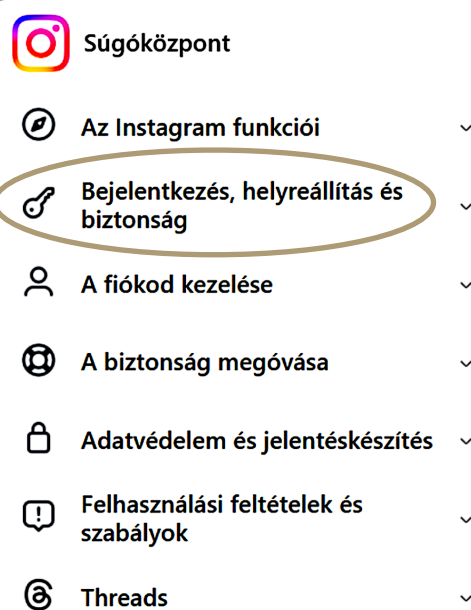 Súgóközpont
Az Instagram funkciói
Bejelentkezés, helyreállítás és
biztonság
A fiókod kezelése
A biztonság megóvása
Adatvédelem és jelentéskészítés
Felhasználási feltételek és
szabályok
Threads